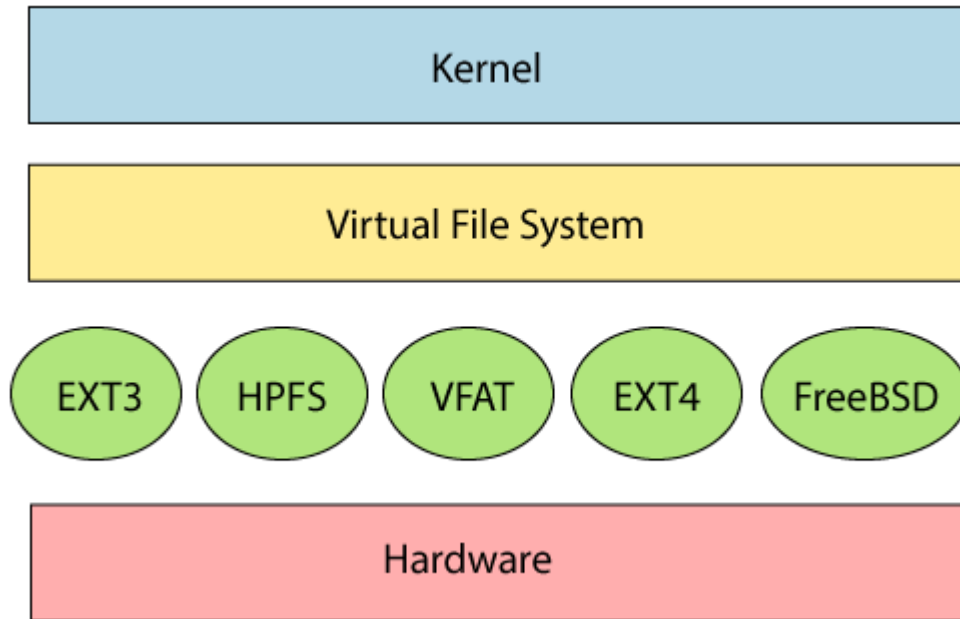 Kernel
Virtual File System
EXT3 HPFS VFAT EXT4 FreeBSD
Hardware